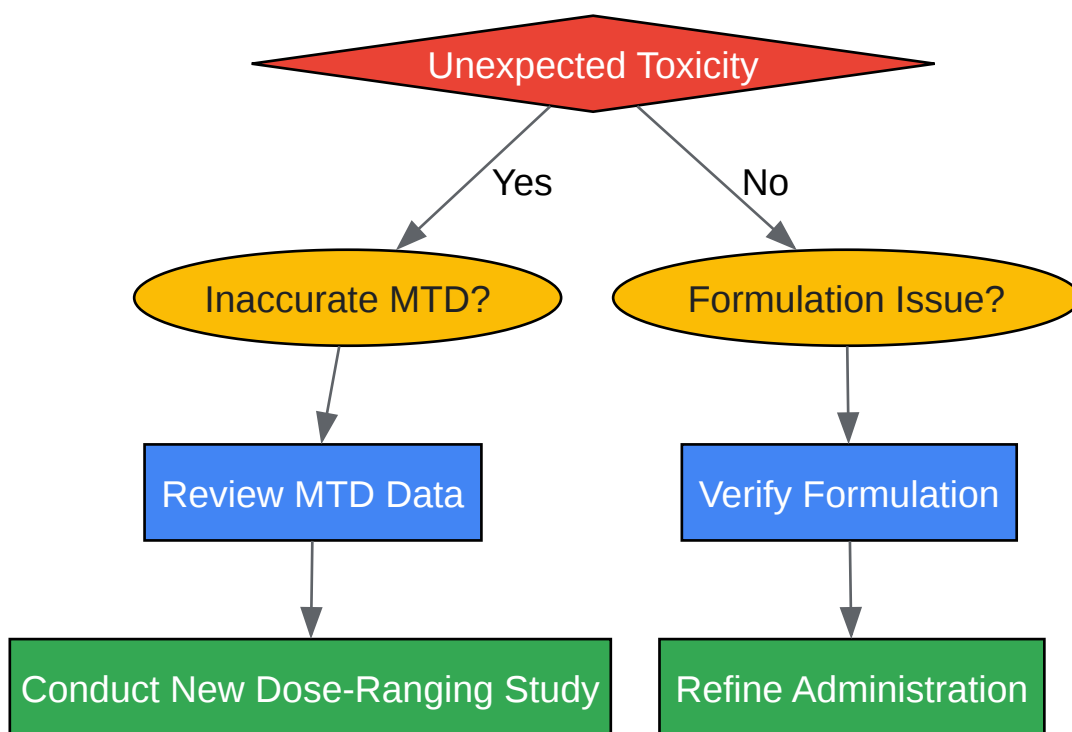 Unexpected Toxicity
Yes
No
Inaccurate MTD?
Formulation Issue?
Review MTD Data
Verify Formulation
Conduct New Dose-Ranging Study
Refine Administration